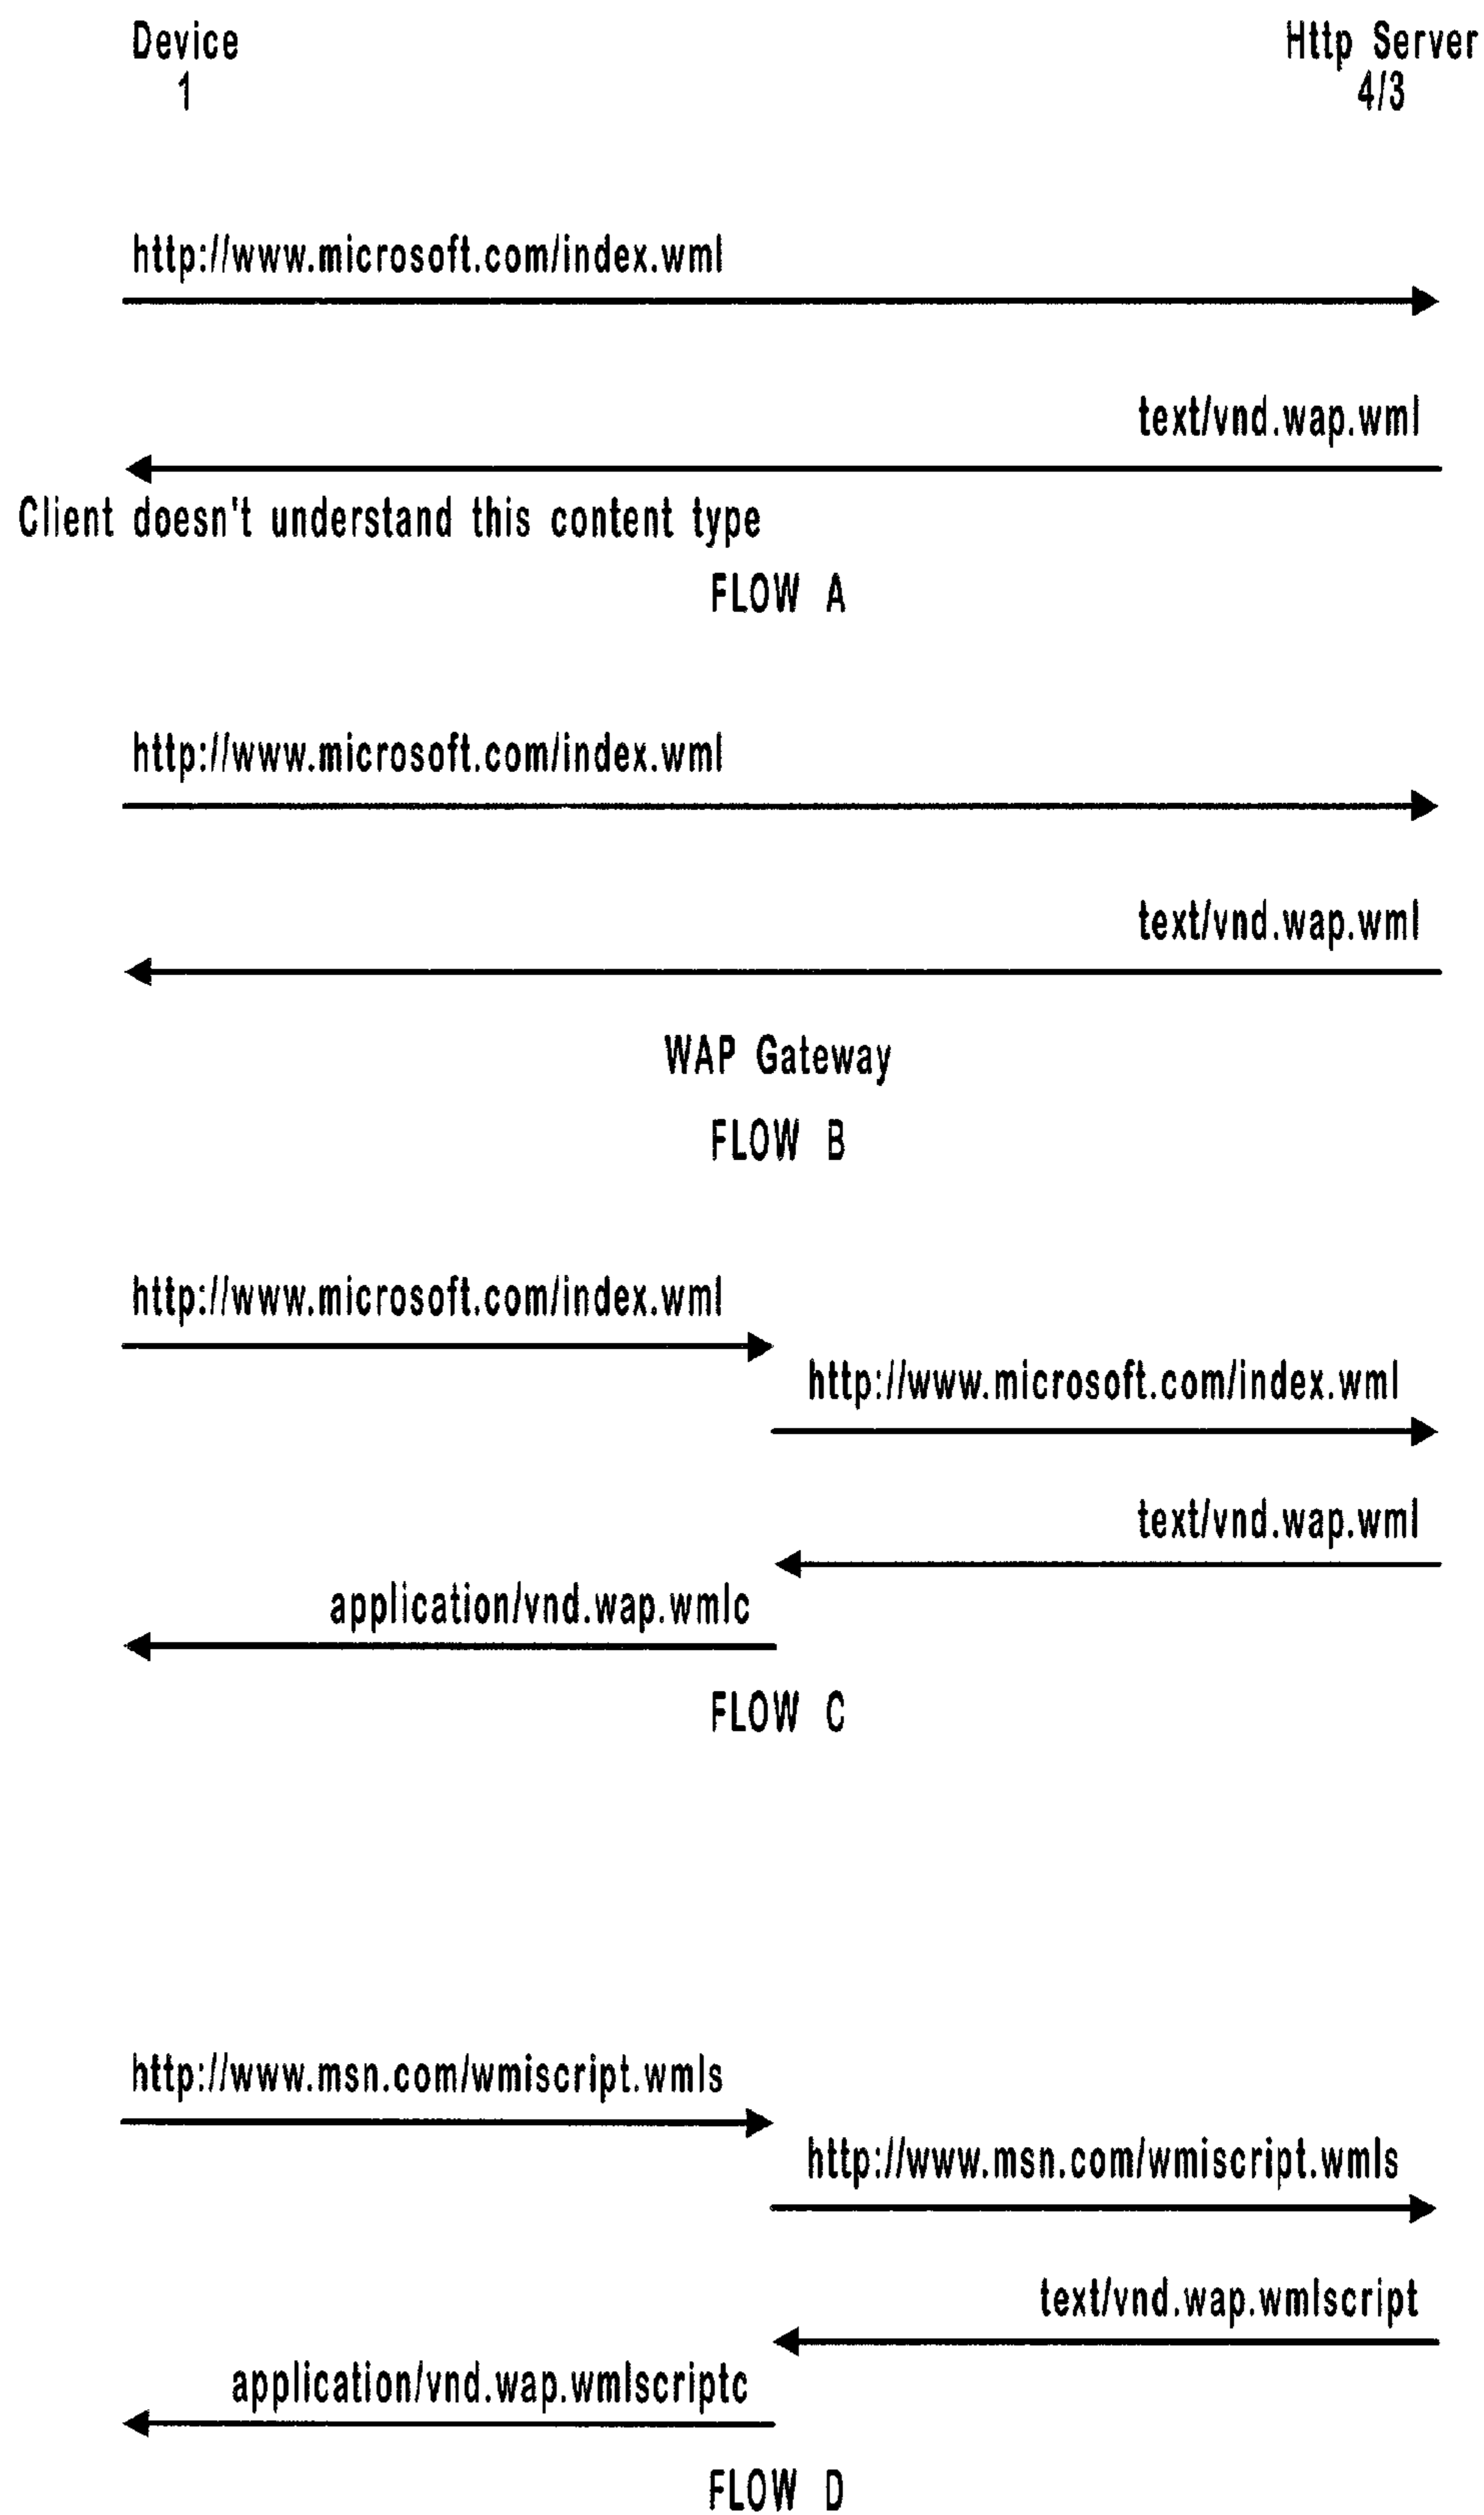 Device
1
Http Server
4/3
http://www.microsoft.com/index.wml
text/vnd.wap.wml
Client doesn't understand this content type
FLOW A
http://www.microsoft.com/index.wml
text/vnd.wap.wml
WAP Gateway
FLOW B
http://www.microsoft.com/index.wml
http://www.microsoft.com/index.wml
text/vnd.wap.wml
application/vnd.wap.wmlc
FLOW C
http://www.msn.com/wmiscript.wmls
http://www.msn.com/wmiscript.wmls
text/vnd.wap.wmlscript
application/vnd.wap.wmlscriptc
FLOW D